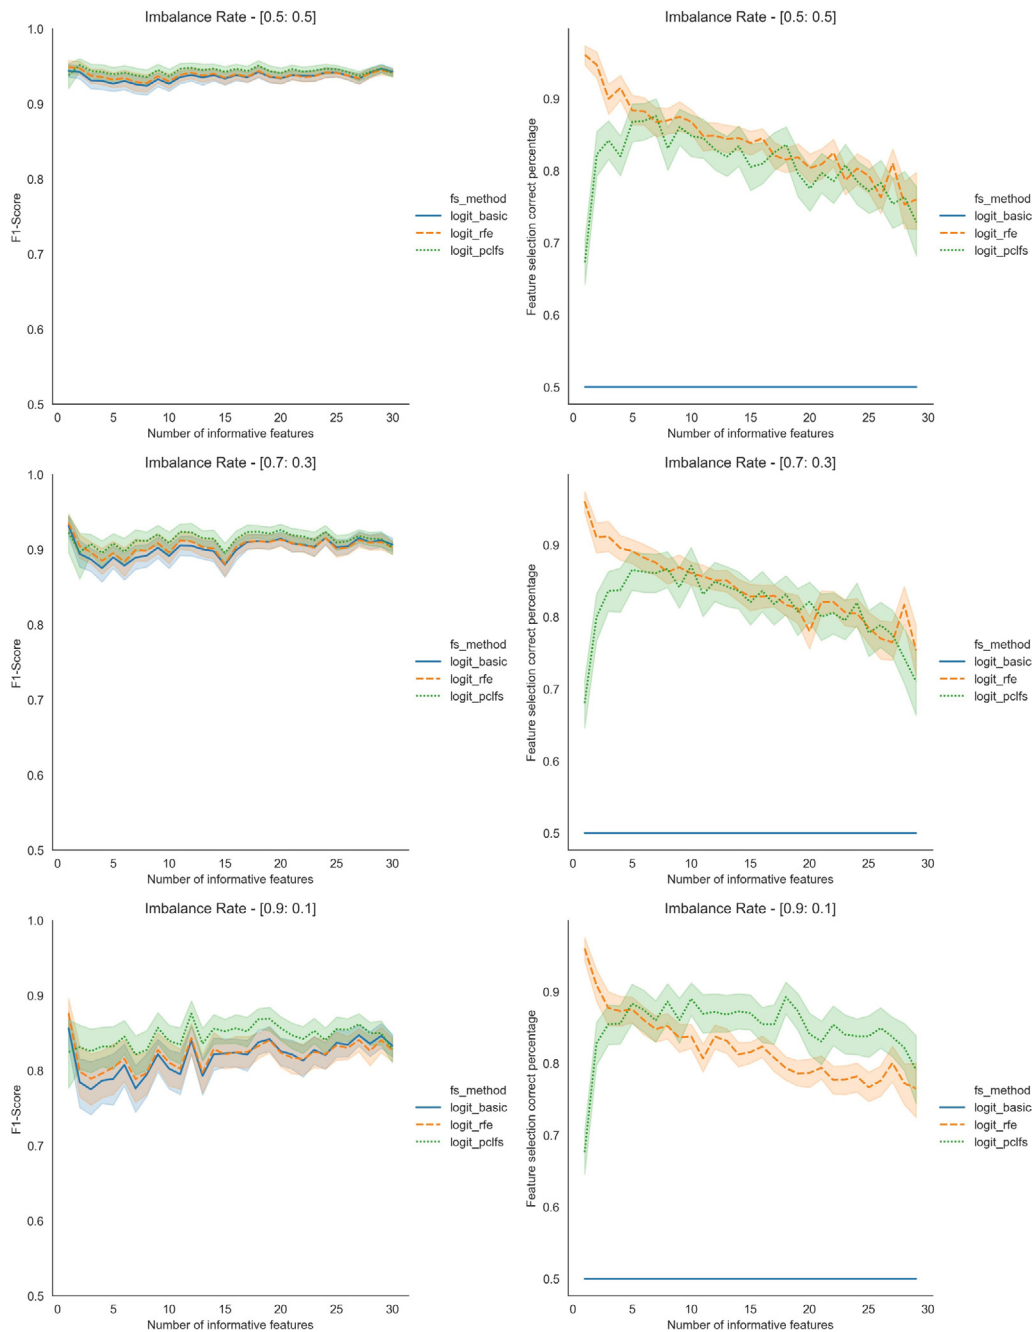 Imbalance Rate - [0.5: 0.5]
1.0
0.9
0.8
0.7
0.6
0.5
F1-Score
0
5
10
15
20
25
30
Number of informative features
fs_method
logit_basic
logit_rfe
logit_pclfs
Imbalance Rate - [0.5: 0.5]
0.9
0.8
0.7
0.6
0.5
Feature selection correct percentage
0
5
10
15
20
25
30
Number of informative features
fs_method
logit_basic
logit_rfe
logit_pclfs
Imbalance Rate - [0.7: 0.3]
1.0
0.9
0.8
0.7
0.6
0.5
F1-Score
0
5
10
15
20
25
30
Number of informative features
fs_method
logit_basic
logit_rfe
logit_pclfs
Imbalance Rate - [0.7: 0.3]
0.9
0.8
0.7
0.6
0.5
Feature selection correct percentage
0
5
10
15
20
25
30
Number of informative features
fs_method
logit_basic
logit_rfe
logit_pclfs
Imbalance Rate - [0.9: 0.1]
1.0
0.9
0.8
0.7
0.6
0.5
F1-Score
0
5
10
15
20
25
30
Number of informative features
fs_method
logit_basic
logit_rfe
logit_pclfs
Imbalance Rate - [0.9: 0.1]
0.9
0.8
0.7
0.6
0.5
Feature selection correct percentage
0
5
10
15
20
25
30
Number of informative features
fs_method
logit_basic
logit_rfe
logit_pclfs